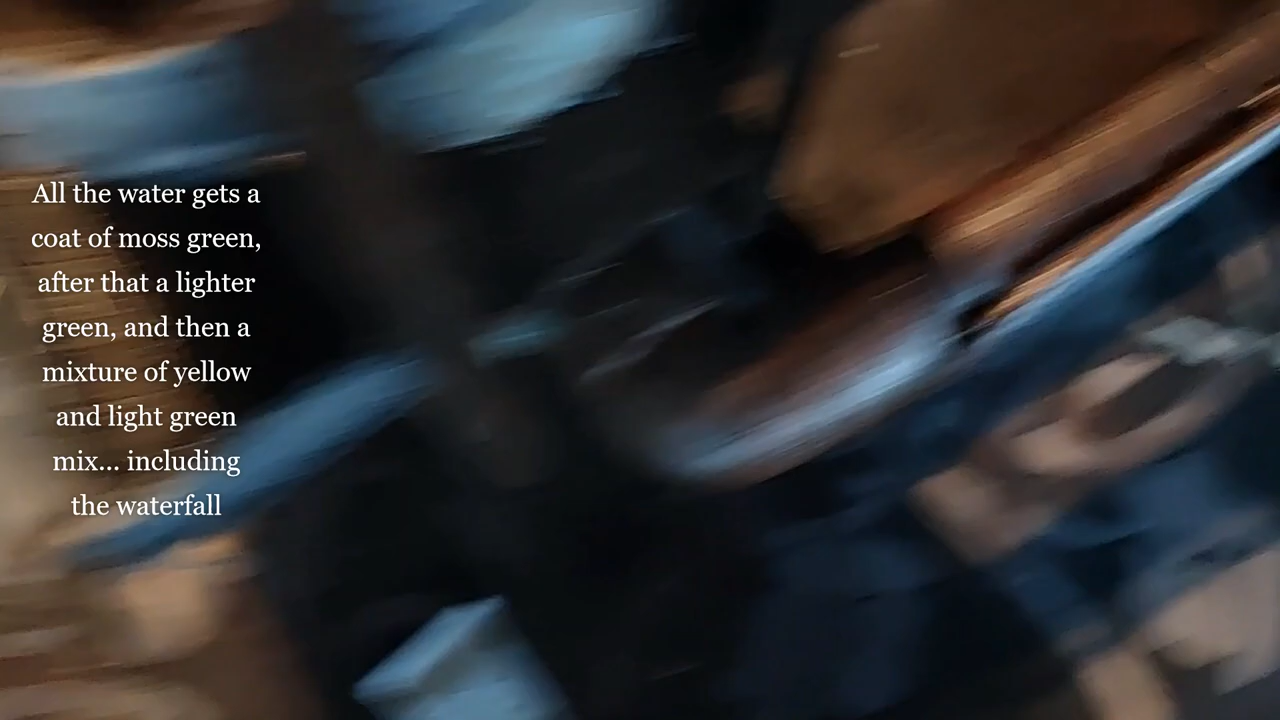 All the water gets a
coat of moss green,
after that a lighter
green, and then a
mixture of yellow
and light green
mix... including
the waterfall